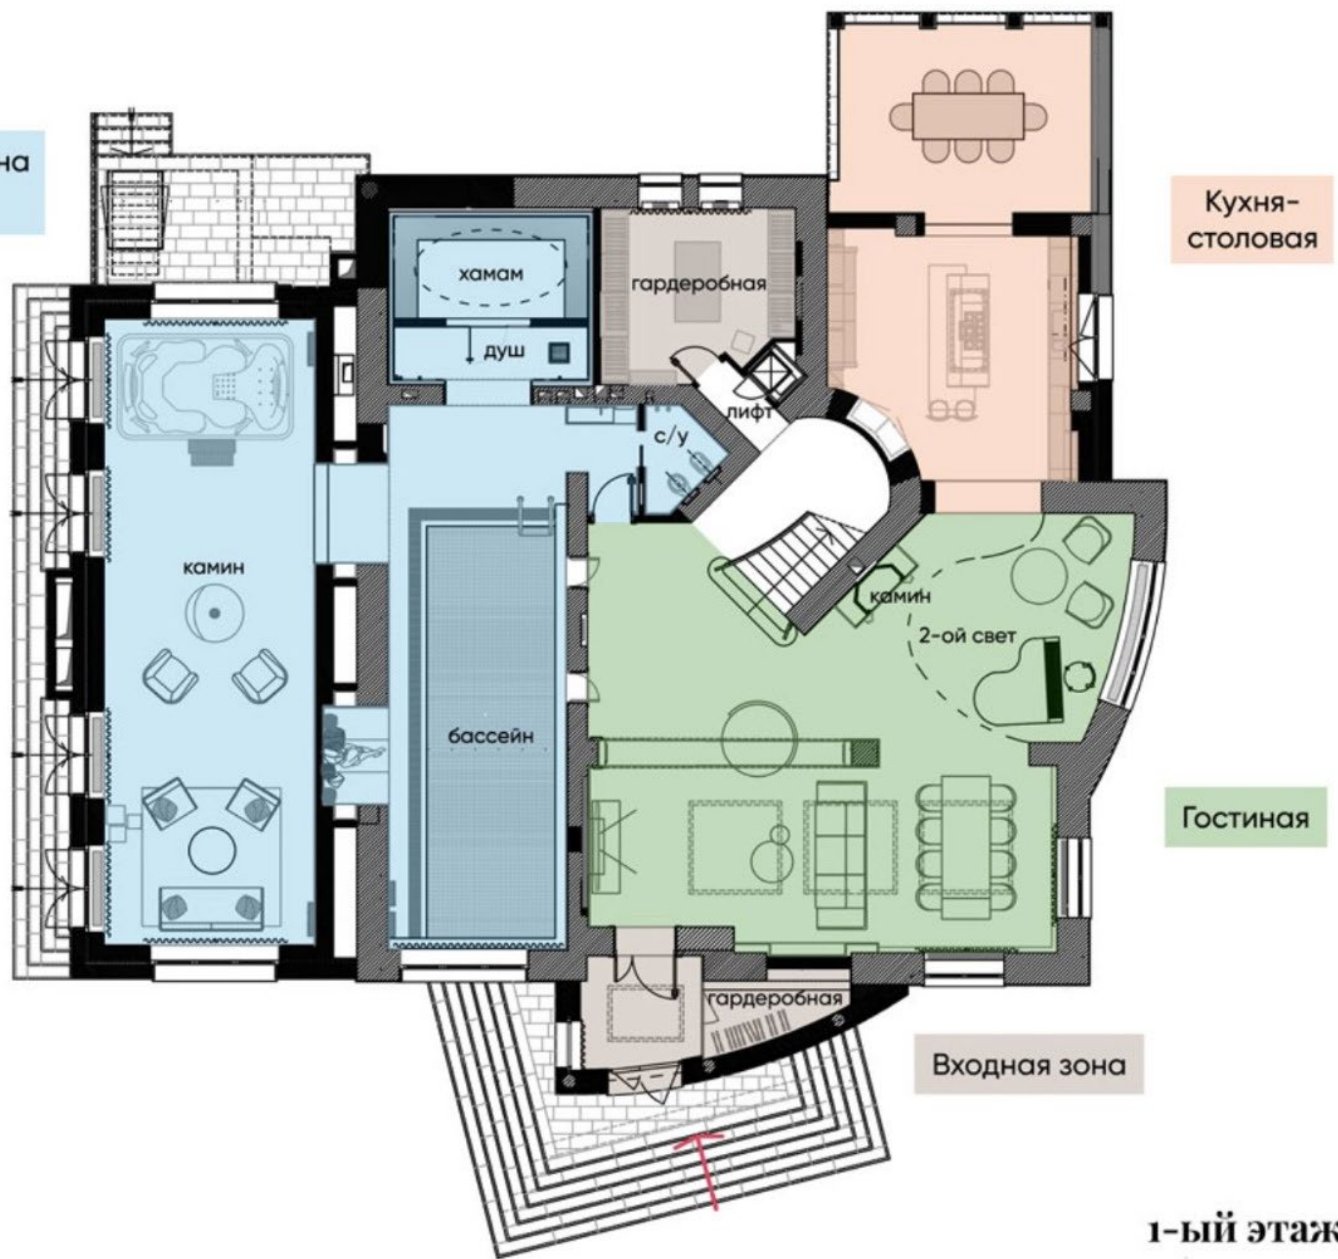 на
Кухня-
столовая
хамам
гардеробная
душ
лифт
с/у
камин
камин
2-ой свет
бассейн
Гостиная
гардеробная
Входная зона
1-ый этаж